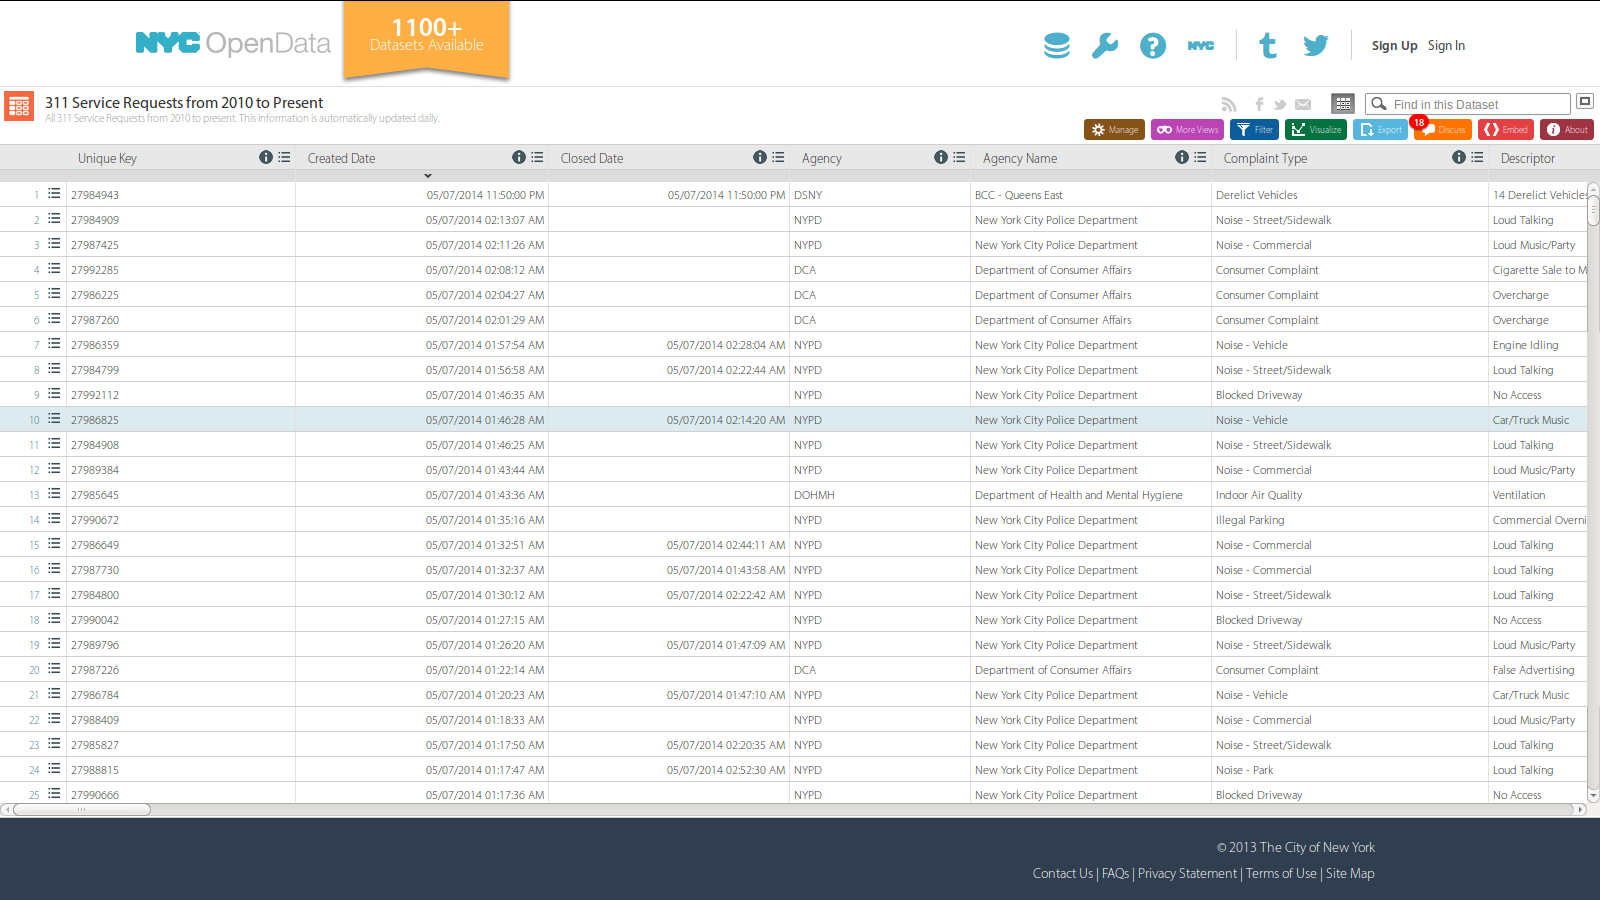 NYC OpenData
1100+
Datasets Available
NYC
Sign Up Sign In
311 Service Requests from 2010 to Present
All 311 Service Requests from 2010 to present. This information is automatically updated daily.
Find in this Dataset
Manage More Views Filter Visualize Export 18 Discuss Embed About
Unique Key Created Date Closed Date Agency Agency Name Complaint Type Descriptor
1 27984943 05/07/2014 11:50:00 PM 05/07/2014 11:50:00 PM DSNY BCC - Queens East Derelict Vehicles 14 Derelict Vehicles
2 27984909 05/07/2014 02:13:07 AM NYPD New York City Police Department Noise - Street/Sidewalk Loud Talking
3 27987425 05/07/2014 02:11:26 AM NYPD New York City Police Department Noise - Commercial Loud Music/Party
4 27992285 05/07/2014 02:08:12 AM DCA Department of Consumer Affairs Consumer Complaint Cigarette Sale to M
5 27986225 05/07/2014 02:04:27 AM DCA Department of Consumer Affairs Consumer Complaint Overcharge
6 27987260 05/07/2014 02:01:29 AM DCA Department of Consumer Affairs Consumer Complaint Overcharge
7 27986359 05/07/2014 01:57:54 AM 05/07/2014 02:28:04 AM NYPD New York City Police Department Noise - Vehicle Engine Idling
8 27984799 05/07/2014 01:56:58 AM 05/07/2014 02:22:44 AM NYPD New York City Police Department Noise - Street/Sidewalk Loud Talking
9 27992112 05/07/2014 01:46:35 AM NYPD New York City Police Department Blocked Driveway No Access
10 27986825 05/07/2014 01:46:28 AM 05/07/2014 02:14:20 AM NYPD New York City Police Department Noise - Vehicle Car/Truck Music
11 27984908 05/07/2014 01:46:25 AM NYPD New York City Police Department Noise - Street/Sidewalk Loud Talking
12 27989384 05/07/2014 01:43:44 AM NYPD New York City Police Department Noise - Commercial Loud Music/Party
13 27985645 05/07/2014 01:43:36 AM DOHMH Department of Health and Mental Hygiene Indoor Air Quality Ventilation
14 27990672 05/07/2014 01:35:16 AM NYPD New York City Police Department Illegal Parking Commercial Overni
15 27986649 05/07/2014 01:32:51 AM 05/07/2014 02:44:11 AM NYPD New York City Police Department Noise - Commercial Loud Talking
16 27987730 05/07/2014 01:32:37 AM 05/07/2014 01:43:58 AM NYPD New York City Police Department Noise - Commercial Loud Talking
17 27984800 05/07/2014 01:30:12 AM 05/07/2014 02:22:42 AM NYPD New York City Police Department Noise - Street/Sidewalk Loud Talking
18 27990042 05/07/2014 01:27:15 AM NYPD New York City Police Department Blocked Driveway No Access
19 27989796 05/07/2014 01:26:20 AM 05/07/2014 01:47:09 AM NYPD New York City Police Department Noise - Street/Sidewalk Loud Music/Party
20 27987226 05/07/2014 01:22:14 AM DCA Department of Consumer Affairs Consumer Complaint False Advertising
21 27986784 05/07/2014 01:20:23 AM 05/07/2014 01:47:10 AM NYPD New York City Police Department Noise - Vehicle Car/Truck Music
22 27988409 05/07/2014 01:18:33 AM NYPD New York City Police Department Noise - Commercial Loud Music/Party
23 27985827 05/07/2014 01:17:50 AM 05/07/2014 02:20:35 AM NYPD New York City Police Department Noise - Street/Sidewalk Loud Talking
24 27988815 05/07/2014 01:17:47 AM 05/07/2014 02:52:30 AM NYPD New York City Police Department Noise - Park Loud Talking
25 27990666 05/07/2014 01:17:36 AM NYPD New York City Police Department Blocked Driveway No Access
© 2013 The City of New York
Contact Us | FAQs | Privacy Statement | Terms of Use | Site Map